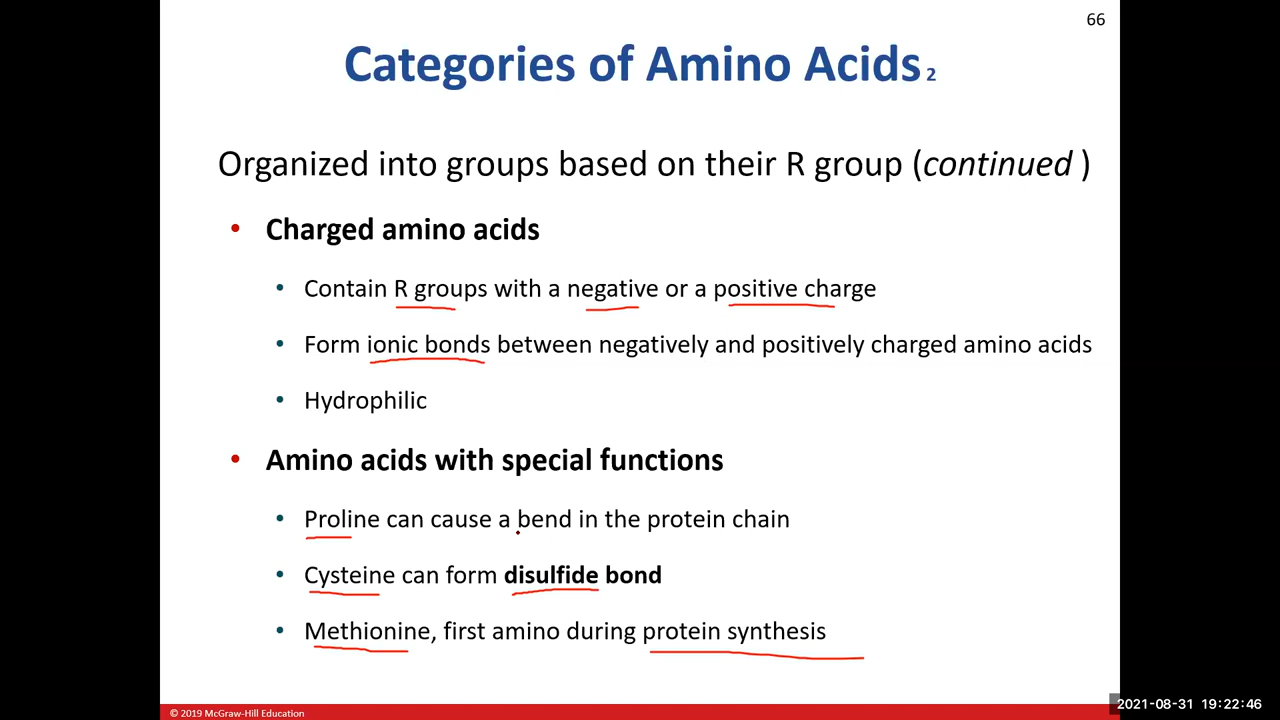 66
Categories of Amino Acids 2
Organized into groups based on their R group (continued )
• Charged amino acids
• Contain R groups with a negative or a positive charge
• Form ionic bonds between negatively and positively charged amino acids
• Hydrophilic
• Amino acids with special functions
• Proline can cause a bend in the protein chain
• Cysteine can form disulfide bond
• Methionine, first amino during protein synthesis
© 2019 McGraw-Hill Education
2021-08-31 19:22:46